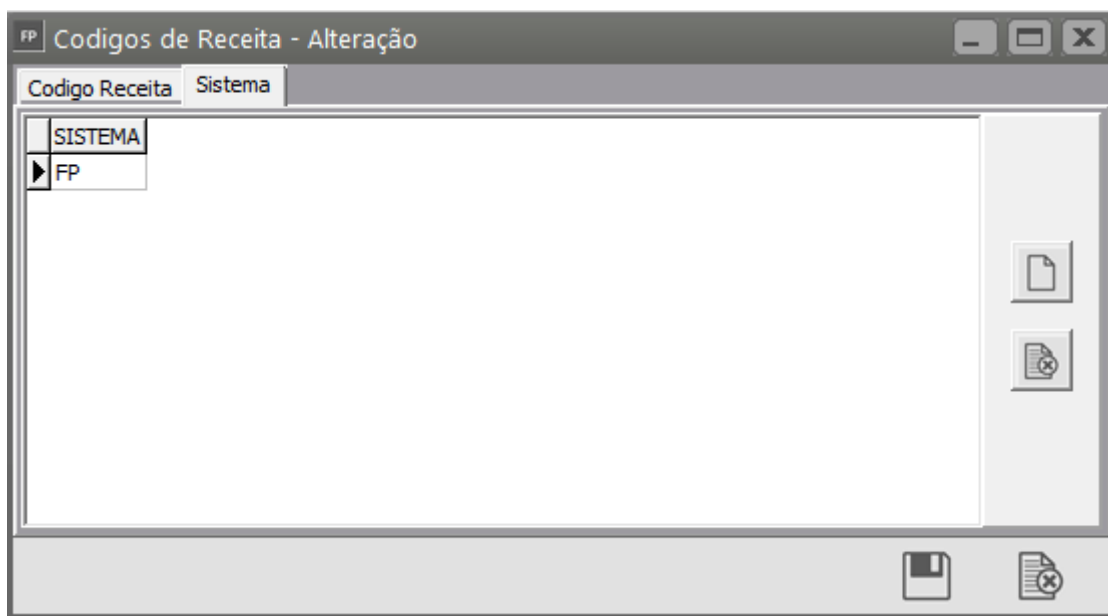 FP Codigos de Receita - Alteração
Codigo Receita Sistema
SISTEMA
FP